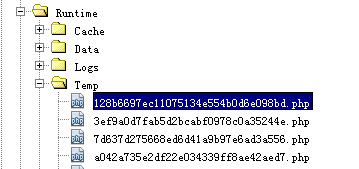 Runtime
Cache
Data
Logs
Temp
128b6697ec11075134e554b0d6e098bd.php
3ef9a0d7fab5d2bcabf0978c0a35244e.php
7d637d275668ed6d41a9b97e6ad3a556.php
a042a735e2df22e034339ff8ae42aed7.php